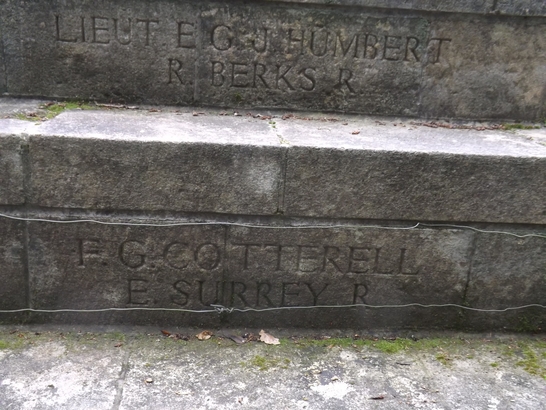 LIEUT E G J HUMBERT
R. BERKS R.
F.G. COTTERELL
E. SURREY R